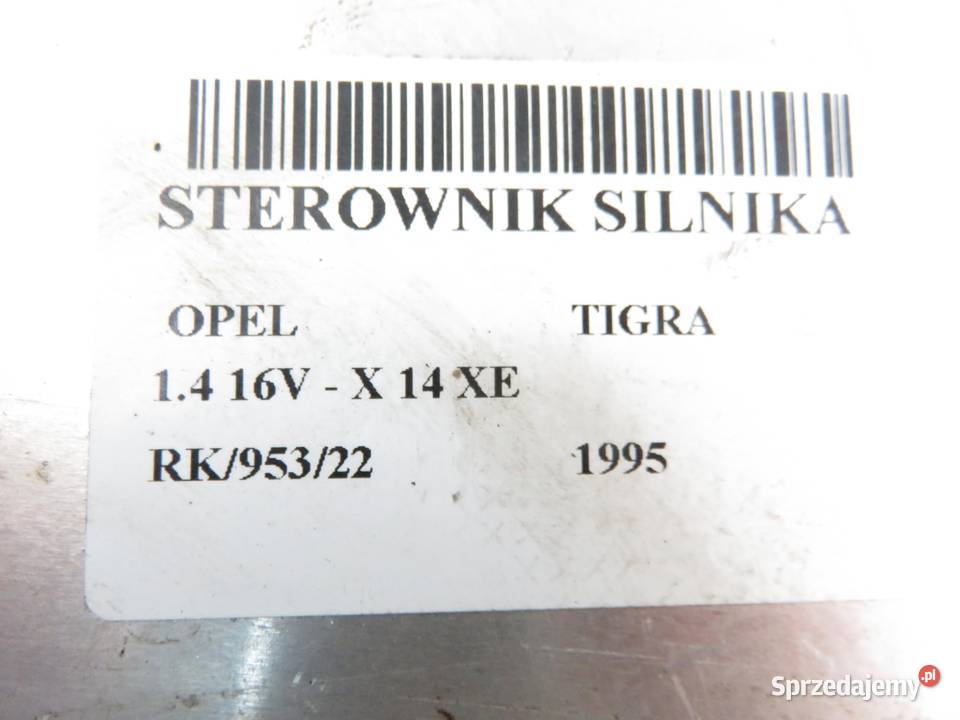 STEROWNIK SILNIKA
OPEL TIGRA
1.4 16V - X 14 XE
RK/953/22 1995
Sprzedajemy.pl